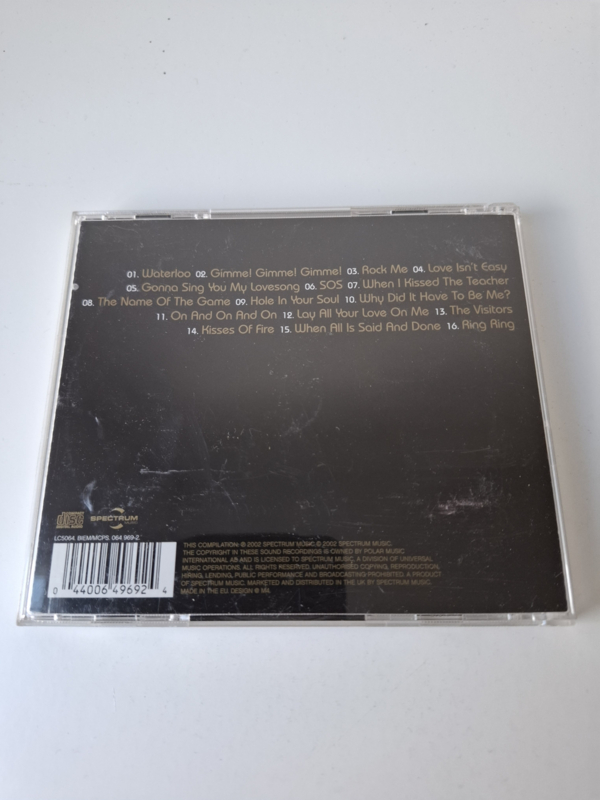 01. Waterloo 02. Gimme! Gimme! Gimme! 03. Rock Me 04. Love Isn't Easy
05. Gonna Sing You My Lovesong 06. SOS 07. When I Kissed The Teacher
08. The Name Of The Game 09. Hole In Your Soul 10. Why Did It Have To Be Me?
11. On And On And On 12. Lay All Your Love On Me 13. The Visitors
14. Kisses Of Fire 15. When All Is Said And Done 16. Ring Ring
SPECTRUM
LC5064. BIEM/MCPS. 064 969-2.
0 44006 49692 4
THIS COMPILATION ℗ 2002 SPECTRUM MUSIC © 2002 SPECTRUM MUSIC.
THE COPYRIGHT IN THESE SOUND RECORDINGS IS OWNED BY POLAR MUSIC
INTERNATIONAL AB AND IS LICENSED TO SPECTRUM MUSIC, A DIVISION OF UNIVERSAL
MUSIC OPERATIONS. ALL RIGHTS RESERVED. UNAUTHORISED COPYING, REPRODUCTION,
HIRING, LENDING, PUBLIC PERFORMANCE AND BROADCASTING PROHIBITED. A PRODUCT
OF SPECTRUM MUSIC. MARKETED AND DISTRIBUTED IN THE UK BY SPECTRUM MUSIC.
MADE IN THE EU. DESIGN @